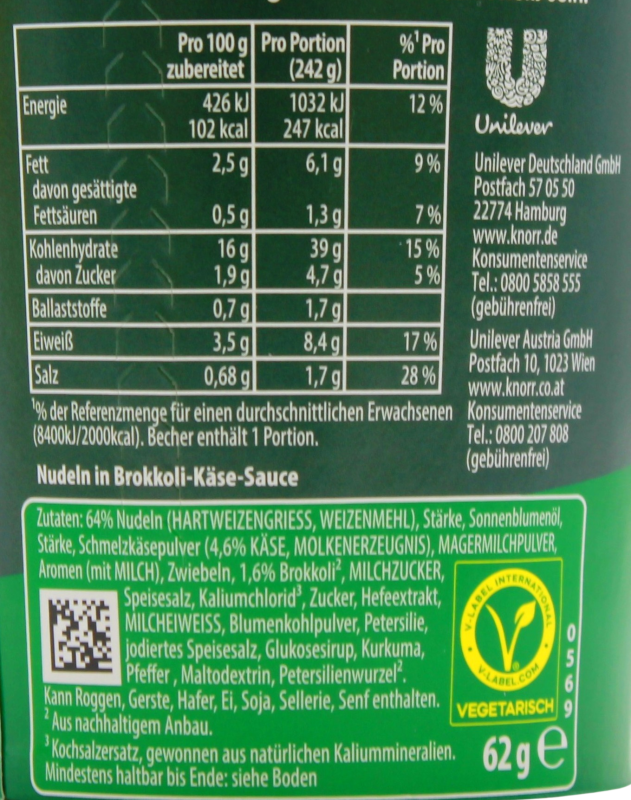 Pro 100 g zubereitet | Pro Portion (242 g) | %¹ Pro Portion
Energie | 426 kJ | 1032 kJ | 12 %
102 kcal | 247 kcal
Fett | 2,5 g | 6,1 g | 9 %
davon gesättigte
Fettsäuren | 0,5 g | 1,3 g | 7 %
Kohlenhydrate | 16 g | 39 g | 15 %
davon Zucker | 1,9 g | 4,7 g | 5 %
Ballaststoffe | 0,7 g | 1,7 g
Eiweiß | 3,5 g | 8,4 g | 17 %
Salz | 0,68 g | 1,7 g | 28 %
¹% der Referenzmenge für einen durchschnittlichen Erwachsenen
(8400kJ/2000kcal). Becher enthält 1 Portion.
Unilever
Unilever Deutschland GmbH
Postfach 57 05 50
22774 Hamburg
www.knorr.de
Konsumentenservice
Tel.: 0800 5858 555
(gebührenfrei)
Unilever Austria GmbH
Postfach 10, 1023 Wien
www.knorr.co.at
Konsumentenservice
Tel.: 0800 207 808
(gebührenfrei)
Nudeln in Brokkoli-Käse-Sauce
Zutaten: 64% Nudeln (HARTWEIZENGRIESS, WEIZENMEHL), Stärke, Sonnenblumenöl,
Stärke, Schmelzkäsepulver (4,6% KÄSE, MOLKENERZEUGNIS), MAGERMILCHPULVER,
Aromen (mit MILCH), Zwiebeln, 1,6% Brokkoli², MILCHZUCKER,
Speisesalz, Kaliumchlorid³, Zucker, Hefeextrakt,
MILCHEIWEISS, Blumenkohlpulver, Petersilie,
jodiertes Speisesalz, Glukosesirup, Kurkuma,
Pfeffer, Maltodextrin, Petersilienwurzel².
Kann Roggen, Gerste, Hafer, Ei, Soja, Sellerie, Senf enthalten.
² Aus nachhaltigem Anbau.
³ Kochsalzersatz, gewonnen aus natürlichen Kaliummineralien.
Mindestens haltbar bis Ende: siehe Boden
V-LABEL INTERNATIONAL
V-LABEL.COM
VEGETARISCH
0569
62 g e